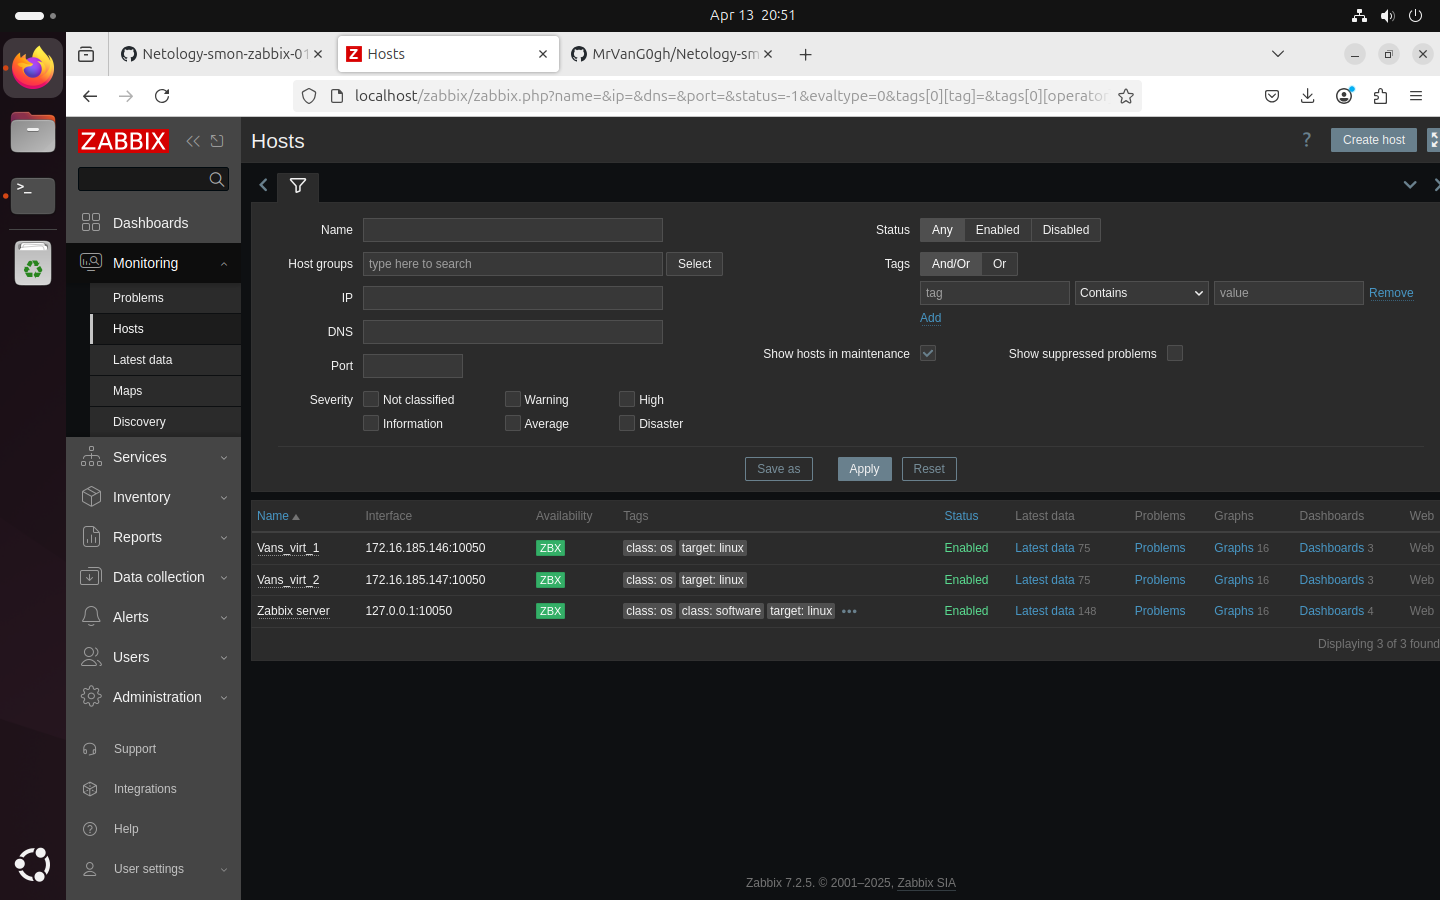 Apr 13  20:51
Netology-smon-zabbix-01
Hosts
MrVanG0gh/Netology-sm
localhost/zabbix/zabbix.php?name=&ip=&dns=&port=&status=-1&evaltype=0&tags[0][tag]=&tags[0][operator
ZABBIX
Hosts
? Create host
Dashboards
Monitoring
Problems
Hosts
Latest data
Maps
Discovery
Services
Inventory
Reports
Data collection
Alerts
Users
Administration
Support
Integrations
Help
User settings
Name
Host groups type here to search Select
IP
DNS
Port
Severity Not classified Warning High
Information Average Disaster
Status Any Enabled Disabled
Tags And/Or Or
tag Contains value Remove
Add
Show hosts in maintenance Show suppressed problems
Save as Apply Reset
Name Interface Availability Tags Status Latest data Problems Graphs Dashboards Web
Vans_virt_1 172.16.185.146:10050 ZBX class: os target: linux Enabled Latest data 75 Problems Graphs 16 Dashboards 3 Web
Vans_virt_2 172.16.185.147:10050 ZBX class: os target: linux Enabled Latest data 75 Problems Graphs 16 Dashboards 3 Web
Zabbix server 127.0.0.1:10050 ZBX class: os class: software target: linux ••• Enabled Latest data 148 Problems Graphs 16 Dashboards 4 Web
Displaying 3 of 3 found
Zabbix 7.2.5. © 2001–2025, Zabbix SIA